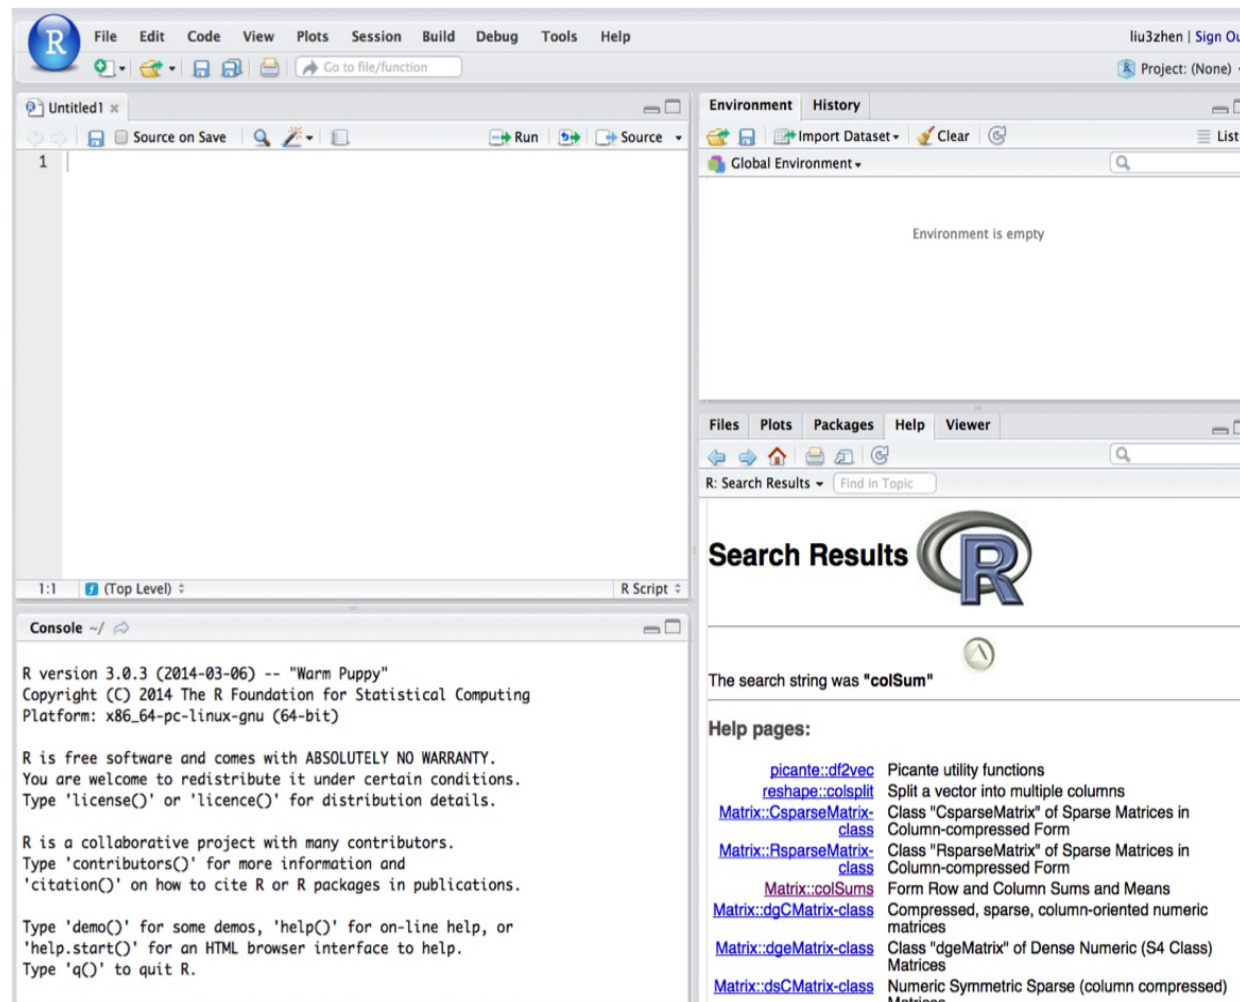 R File Edit Code View Plots Session Build Debug Tools Help
liu3zhen | Sign Ou
Go to file/function
Project: (None)
Untitled1
Source on Save
Run Source
1
1:1 (Top Level) R Script
Console ~/
R version 3.0.3 (2014-03-06) -- "Warm Puppy"
Copyright (C) 2014 The R Foundation for Statistical Computing
Platform: x86_64-pc-linux-gnu (64-bit)
R is free software and comes with ABSOLUTELY NO WARRANTY.
You are welcome to redistribute it under certain conditions.
Type 'license()' or 'licence()' for distribution details.
R is a collaborative project with many contributors.
Type 'contributors()' for more information and
'citation()' on how to cite R or R packages in publications.
Type 'demo()' for some demos, 'help()' for on-line help, or
'help.start()' for an HTML browser interface to help.
Type 'q()' to quit R.
Environment History
Import Dataset Clear List
Global Environment
Environment is empty
Files Plots Packages Help Viewer
R: Search Results Find in Topic
Search Results R
The search string was "colSum"
Help pages:
picante::df2vec Picante utility functions
reshape::colsplit Split a vector into multiple columns
Matrix::CsparseMatrix- Class "CsparseMatrix" of Sparse Matrices in
class Column-compressed Form
Matrix::RsparseMatrix- Class "RsparseMatrix" of Sparse Matrices in
class Column-compressed Form
Matrix::colSums Form Row and Column Sums and Means
Matrix::dgCMatrix-class Compressed, sparse, column-oriented numeric
matrices
Matrix::dgeMatrix-class Class "dgeMatrix" of Dense Numeric (S4 Class)
Matrices
Matrix::dsCMatrix-class Numeric Symmetric Sparse (column compressed)